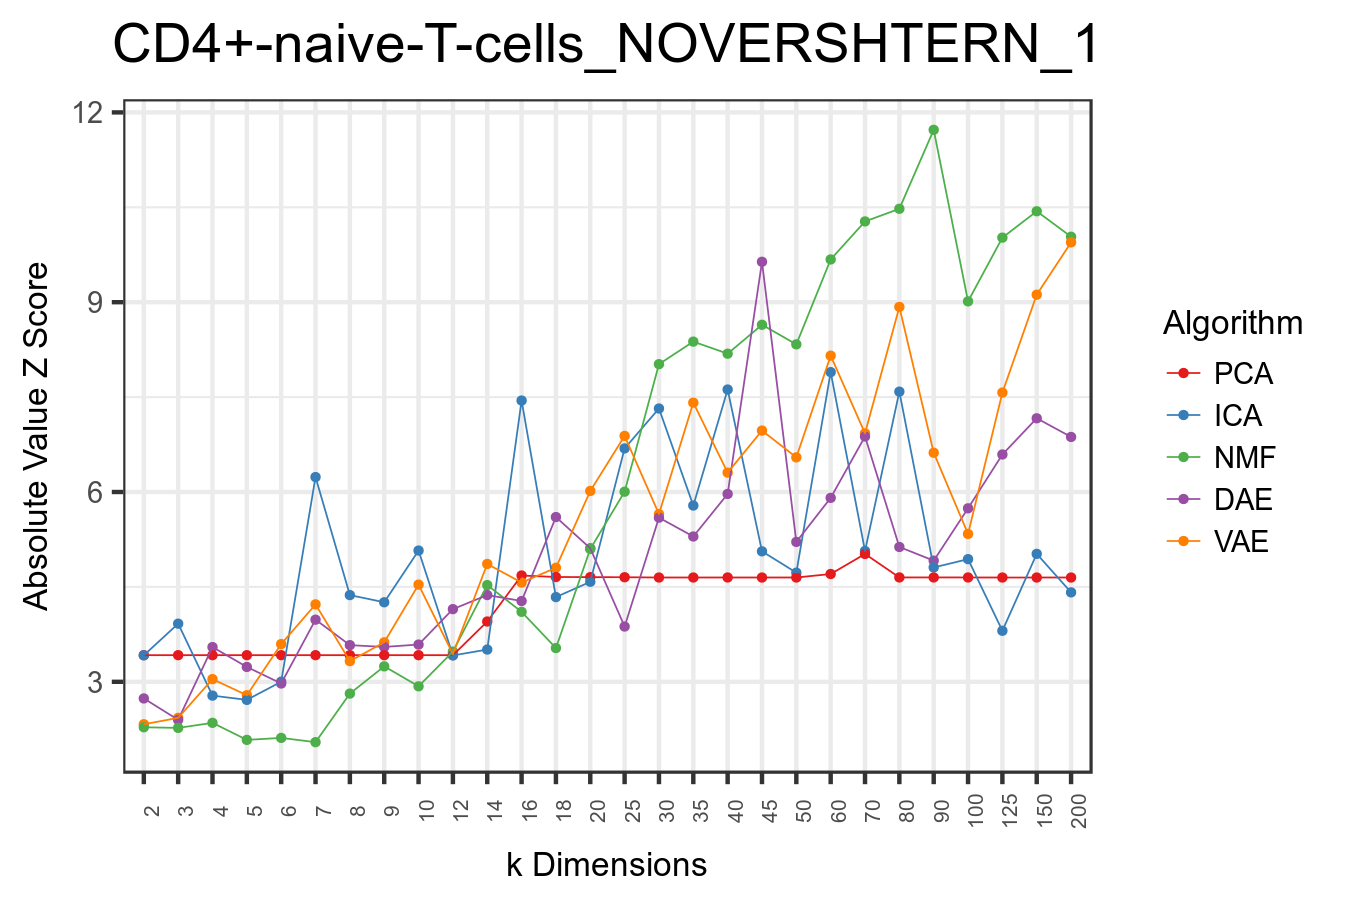 CD4+-naive-T-cells_NOVERSHTERN_1
12
9
6
3
Absolute Value Z Score
2 3 4 5 6 7 8 9 10 12 14 16 18 20 25 30 35 40 45 50 60 70 80 90 100 125 150 200
k Dimensions
Algorithm
PCA
ICA
NMF
DAE
VAE